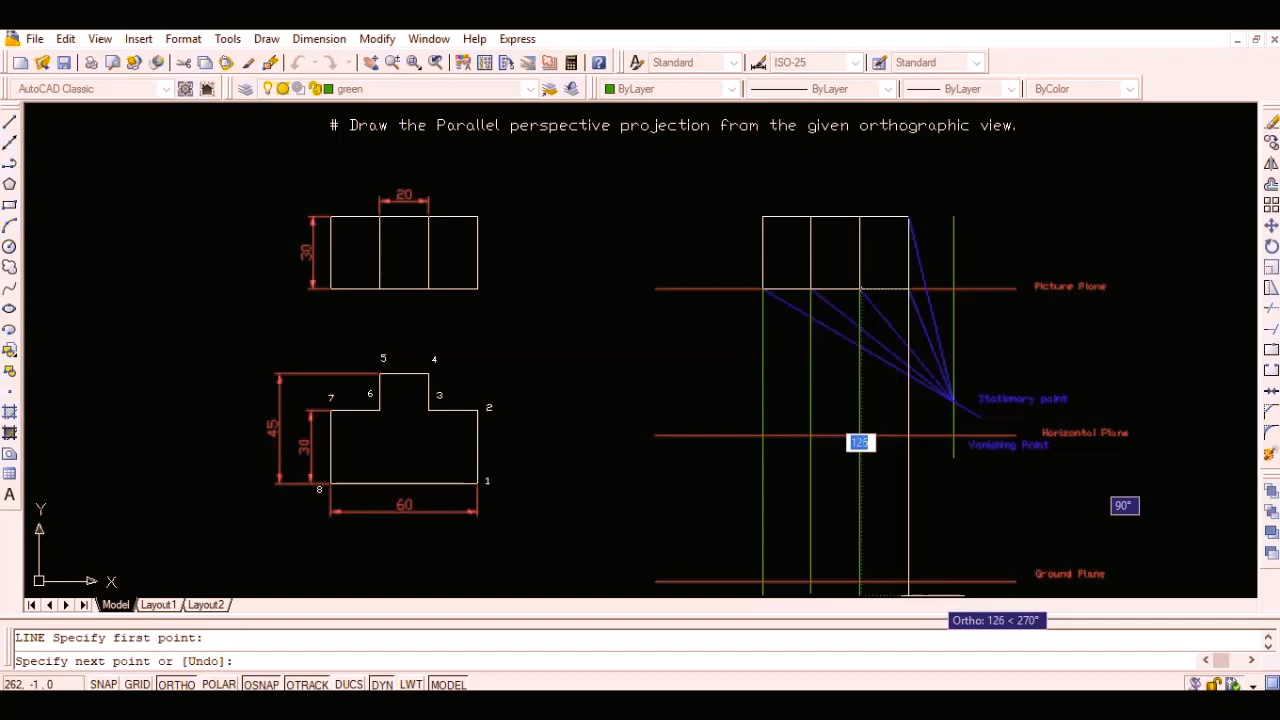 File Edit View Insert Format Tools Draw Dimension Modify Window Help Express
Standard ISO-25 Standard
AutoCAD Classic green ByLayer ByLayer ByLayer ByColor
# Draw the Parallel perspective projection from the given orthographic view.
20
30
Picture Plane
5 4
7 6 3 2
Stationary point
45 30
Horizontal Plane
126
Vanishing Point
8 1
60
90°
Y
X
Ground Plane
A
Model Layout1 Layout2
Ortho: 126 < 270°
LINE Specify first point:
Specify next point or [Undo]:
262, -1, 0 SNAP GRID ORTHO POLAR OSNAP OTRACK DUCS DYN LWT MODEL